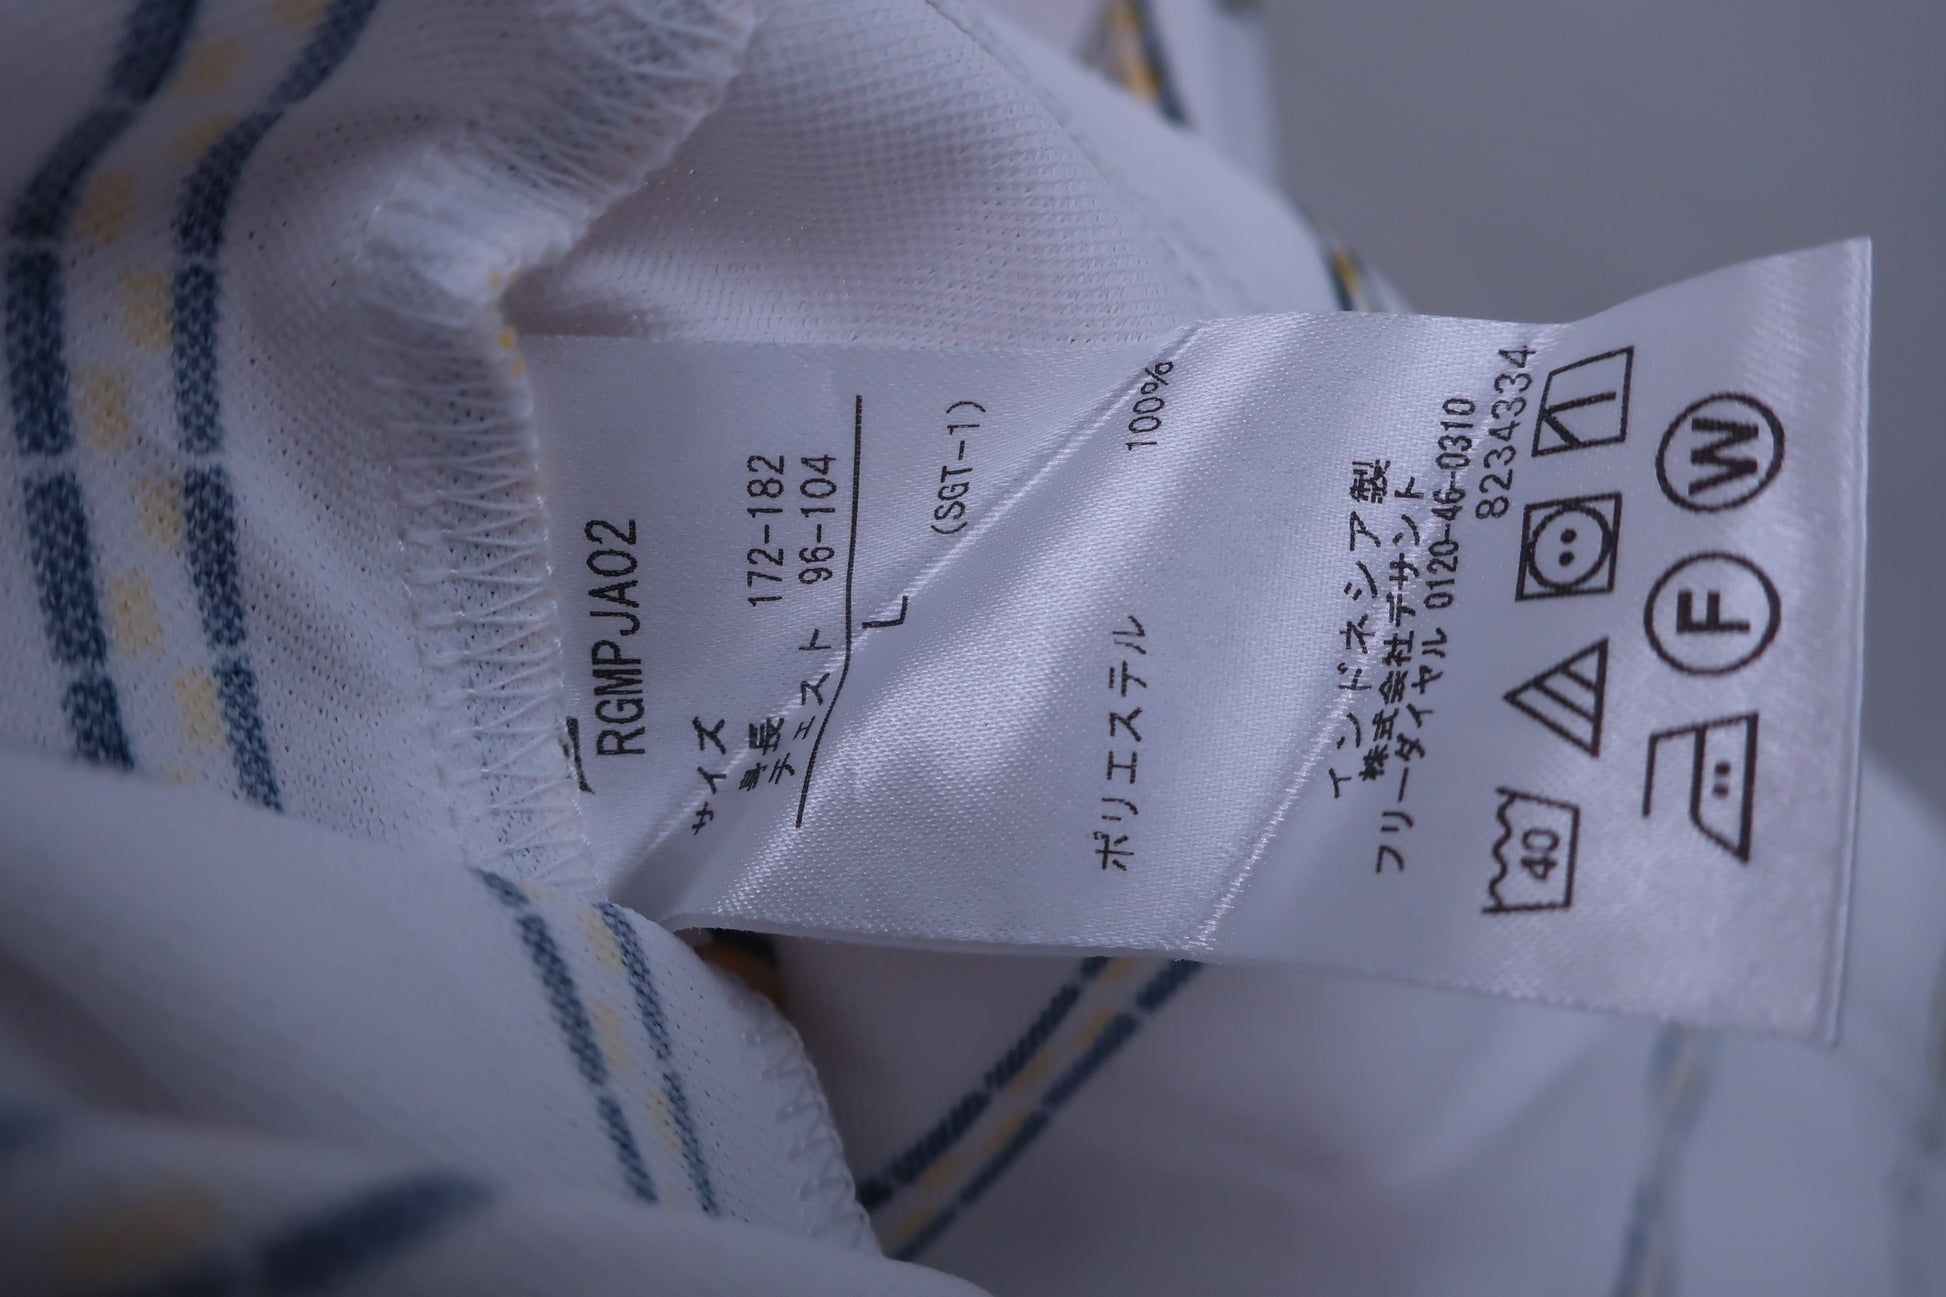 RGMPJA02
サイズ
身長 172-182
チェスト 96-104
L
(SGT-1)
ポリエステル 100%
インドネシア製
株式会社デサント
フリーダイヤル 0120-46-0310
8234334
40
F W